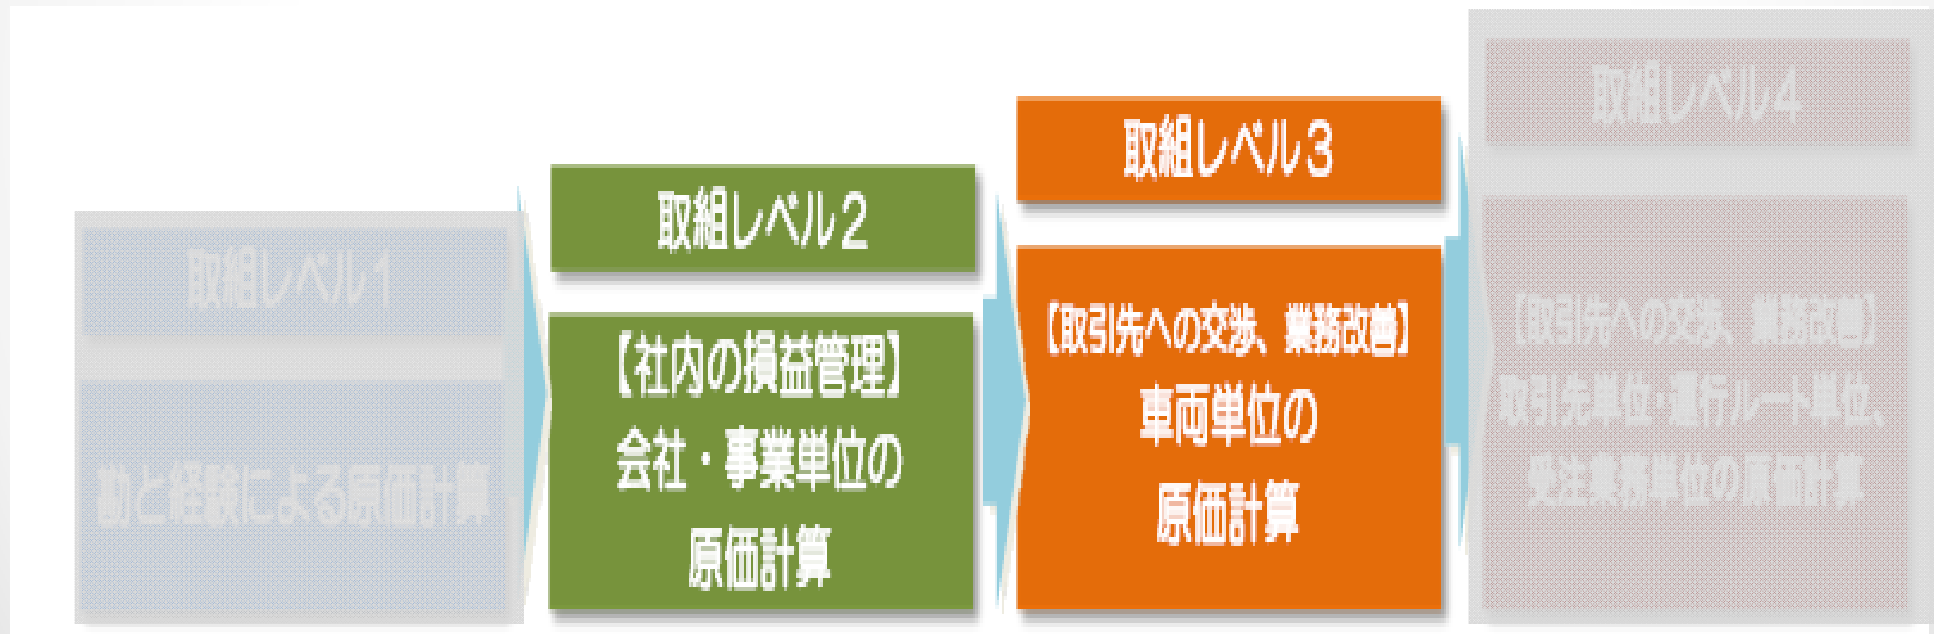 取組レベル1
勘と経験による原価計算
取組レベル2
【社内の損益管理】
会社・事業単位の
原価計算
取組レベル3
【取引先への交渉、業務改善】
車両単位の
原価計算
取組レベル4
【取引先への交渉、業務改善】
取引先単位・運行ルート単位、
受注業務単位の原価計算